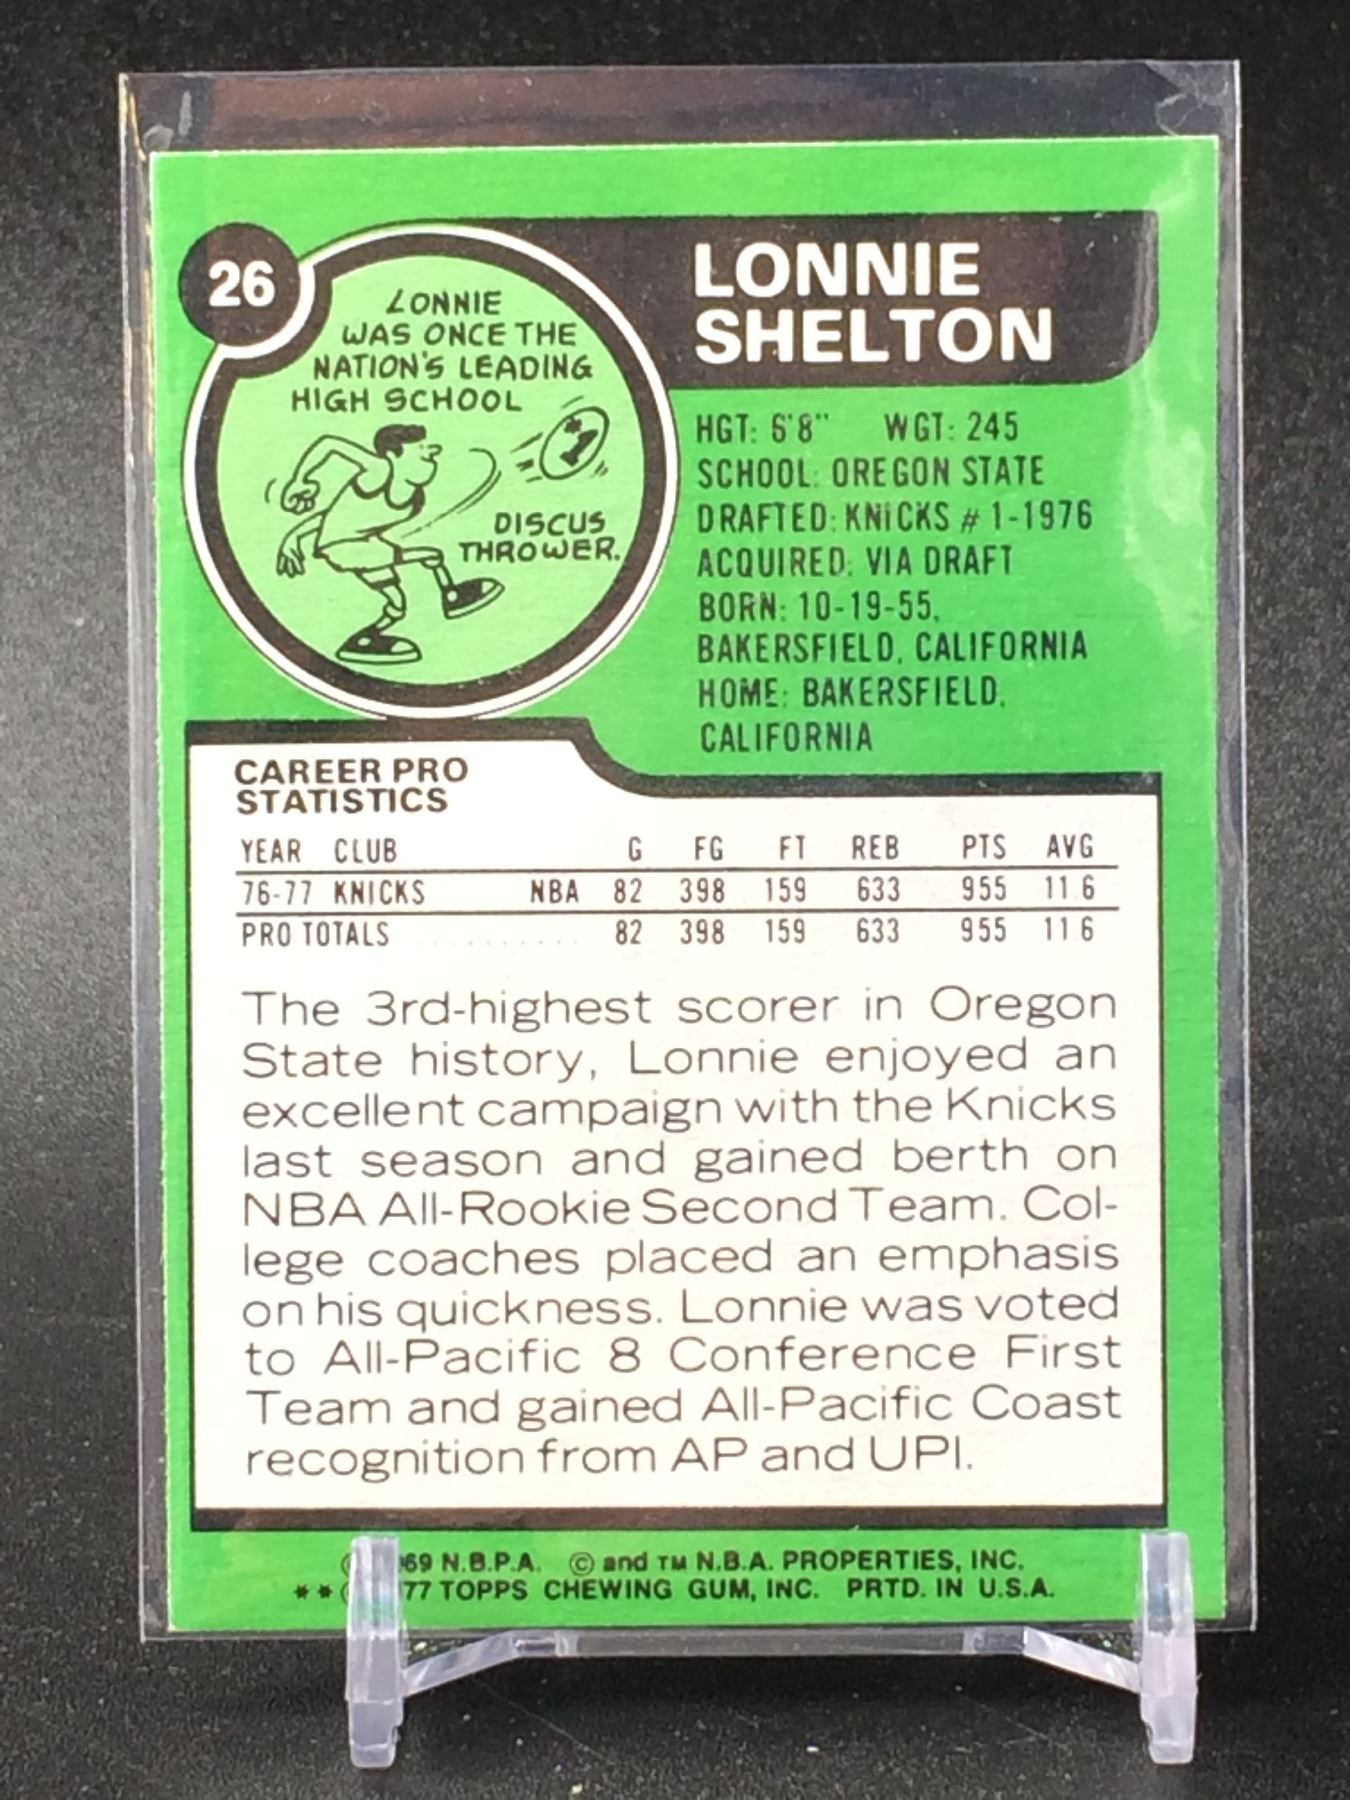 26
LONNIE
WAS ONCE THE
NATION'S LEADING
HIGH SCHOOL
#1
DISCUS
THROWER.
LONNIE
SHELTON
HGT: 6'8" WGT: 245
SCHOOL: OREGON STATE
DRAFTED: KNICKS #1-1976
ACQUIRED: VIA DRAFT
BORN: 10-19-55,
BAKERSFIELD, CALIFORNIA
HOME: BAKERSFIELD,
CALIFORNIA
CAREER PRO
STATISTICS
YEAR CLUB G FG FT REB PTS AVG
76-77 KNICKS NBA 82 398 159 633 955 11.6
PRO TOTALS .......... 82 398 159 633 955 11.6
The 3rd-highest scorer in Oregon
State history, Lonnie enjoyed an
excellent campaign with the Knicks
last season and gained berth on
NBA All-Rookie Second Team. Col-
lege coaches placed an emphasis
on his quickness. Lonnie was voted
to All-Pacific 8 Conference First
Team and gained All-Pacific Coast
recognition from AP and UPI.
69 N.B.P.A. © and TM N.B.A. PROPERTIES, INC.
** 77 TOPPS CHEWING GUM, INC. PRTD. IN U.S.A.